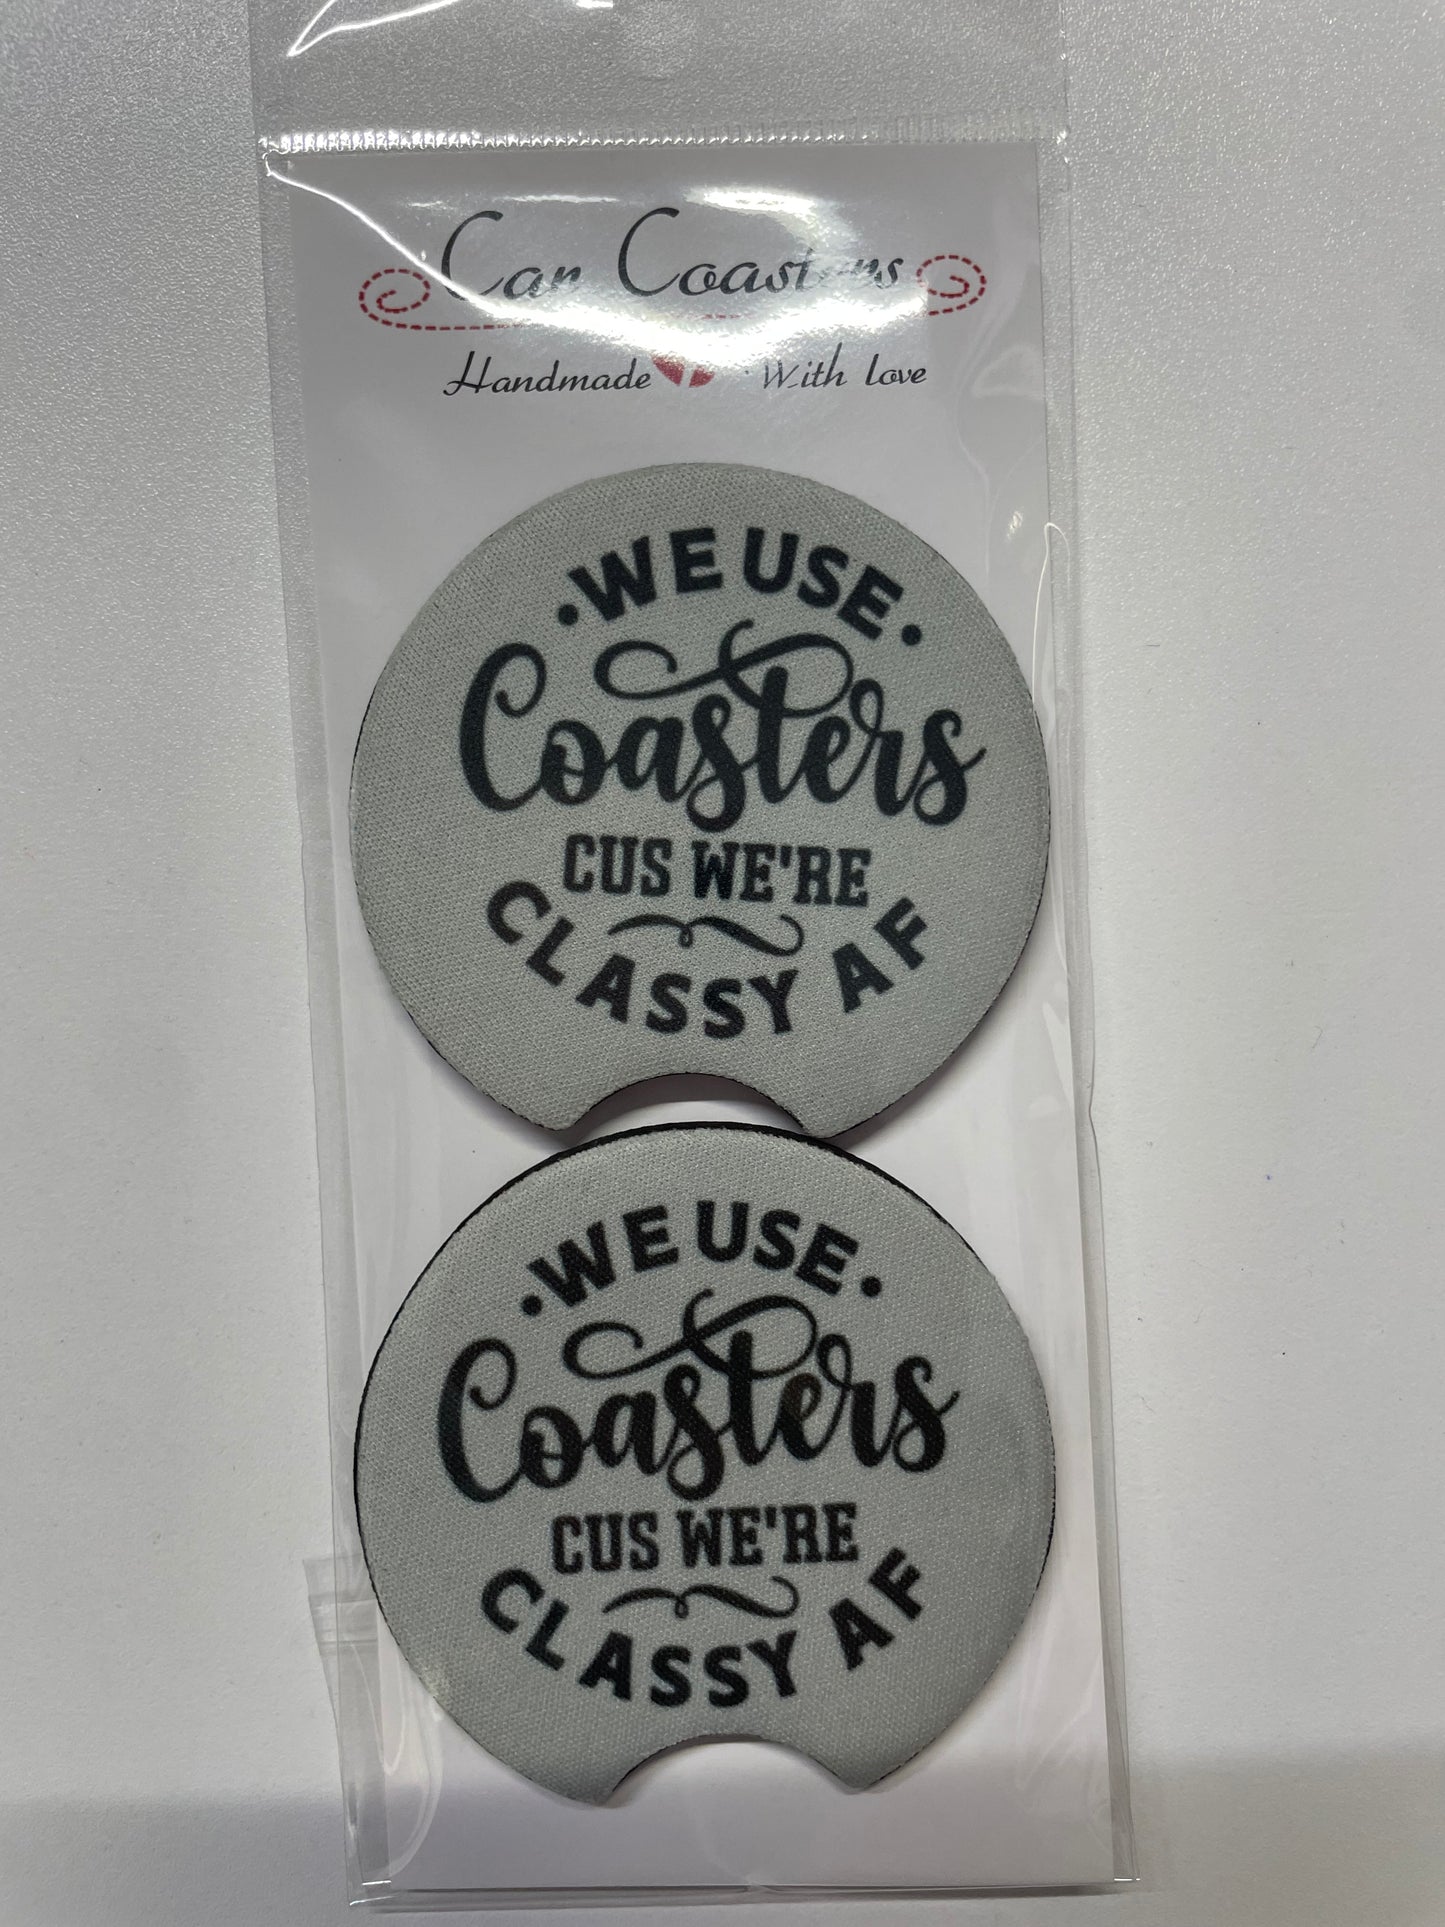 Car Coasters
Handmade With love
•WE USE•
Coasters
CUS WE'RE
CLASSY AF
•WE USE•
Coasters
CUS WE'RE
CLASSY AF